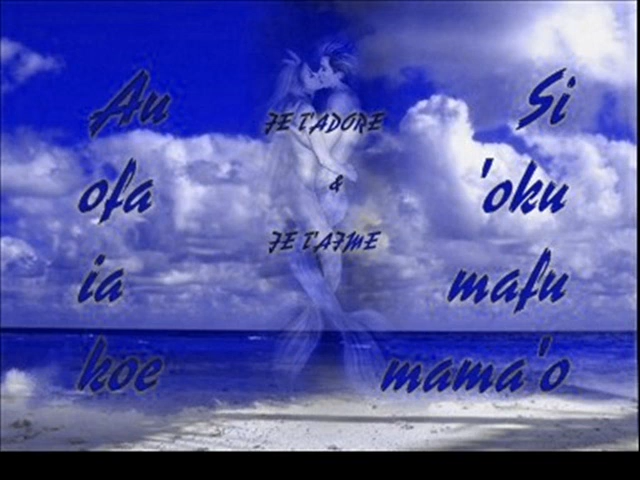 Au
ofa
ia
koe
JE T'ADORE
&
JE T'AIME
Si
'oku
mafu
mama'o